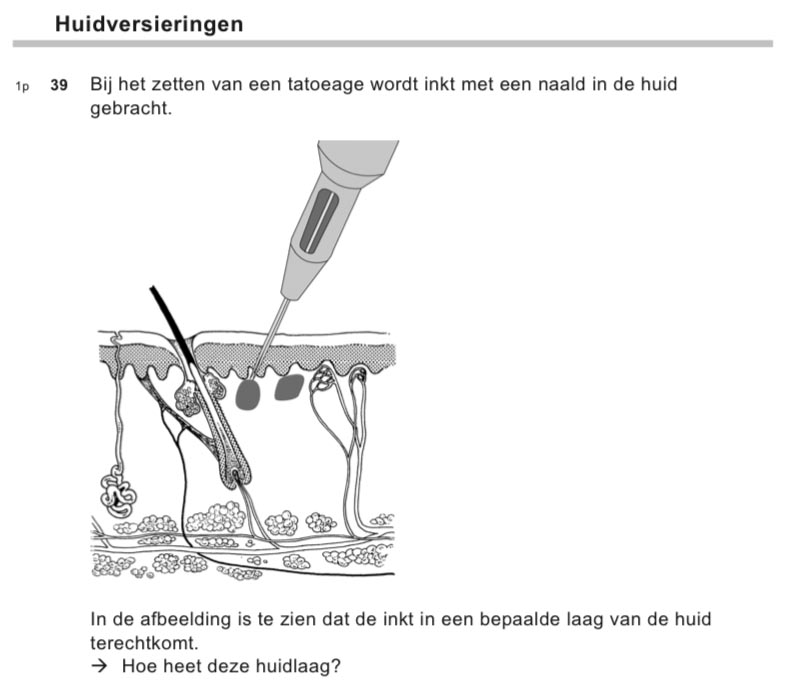 Huidversieringen
1p 39 Bij het zetten van een tatoeage wordt inkt met een naald in de huid
gebracht.
In de afbeelding is te zien dat de inkt in een bepaalde laag van de huid
terechtkomt.
→ Hoe heet deze huidlaag?